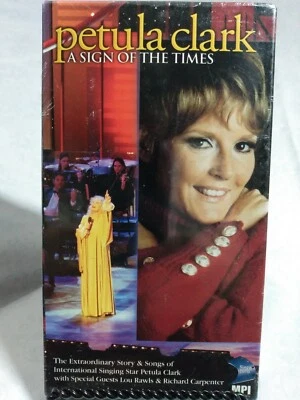 petula clark
A SIGN OF THE TIMES
The Extraordinary Story & Songs of
International Singing Star Petula Clark
with Special Guests Lou Rawls & Richard Carpenter
MPI